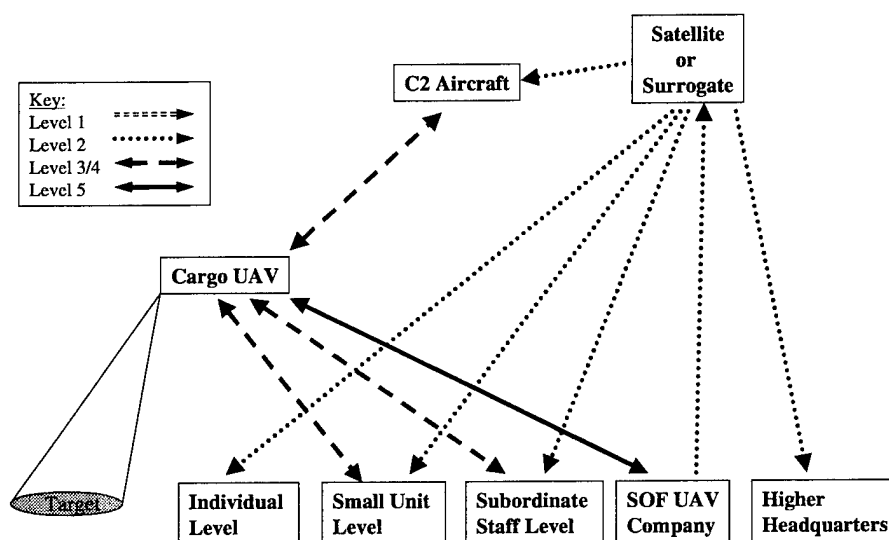 Satellite
or
Surrogate
C2 Aircraft
Key:
Level 1
Level 2
Level 3/4
Level 5
Cargo UAV
Target
Individual
Level
Small Unit
Level
Subordinate
Staff Level
SOF UAV
Company
Higher
Headquarters